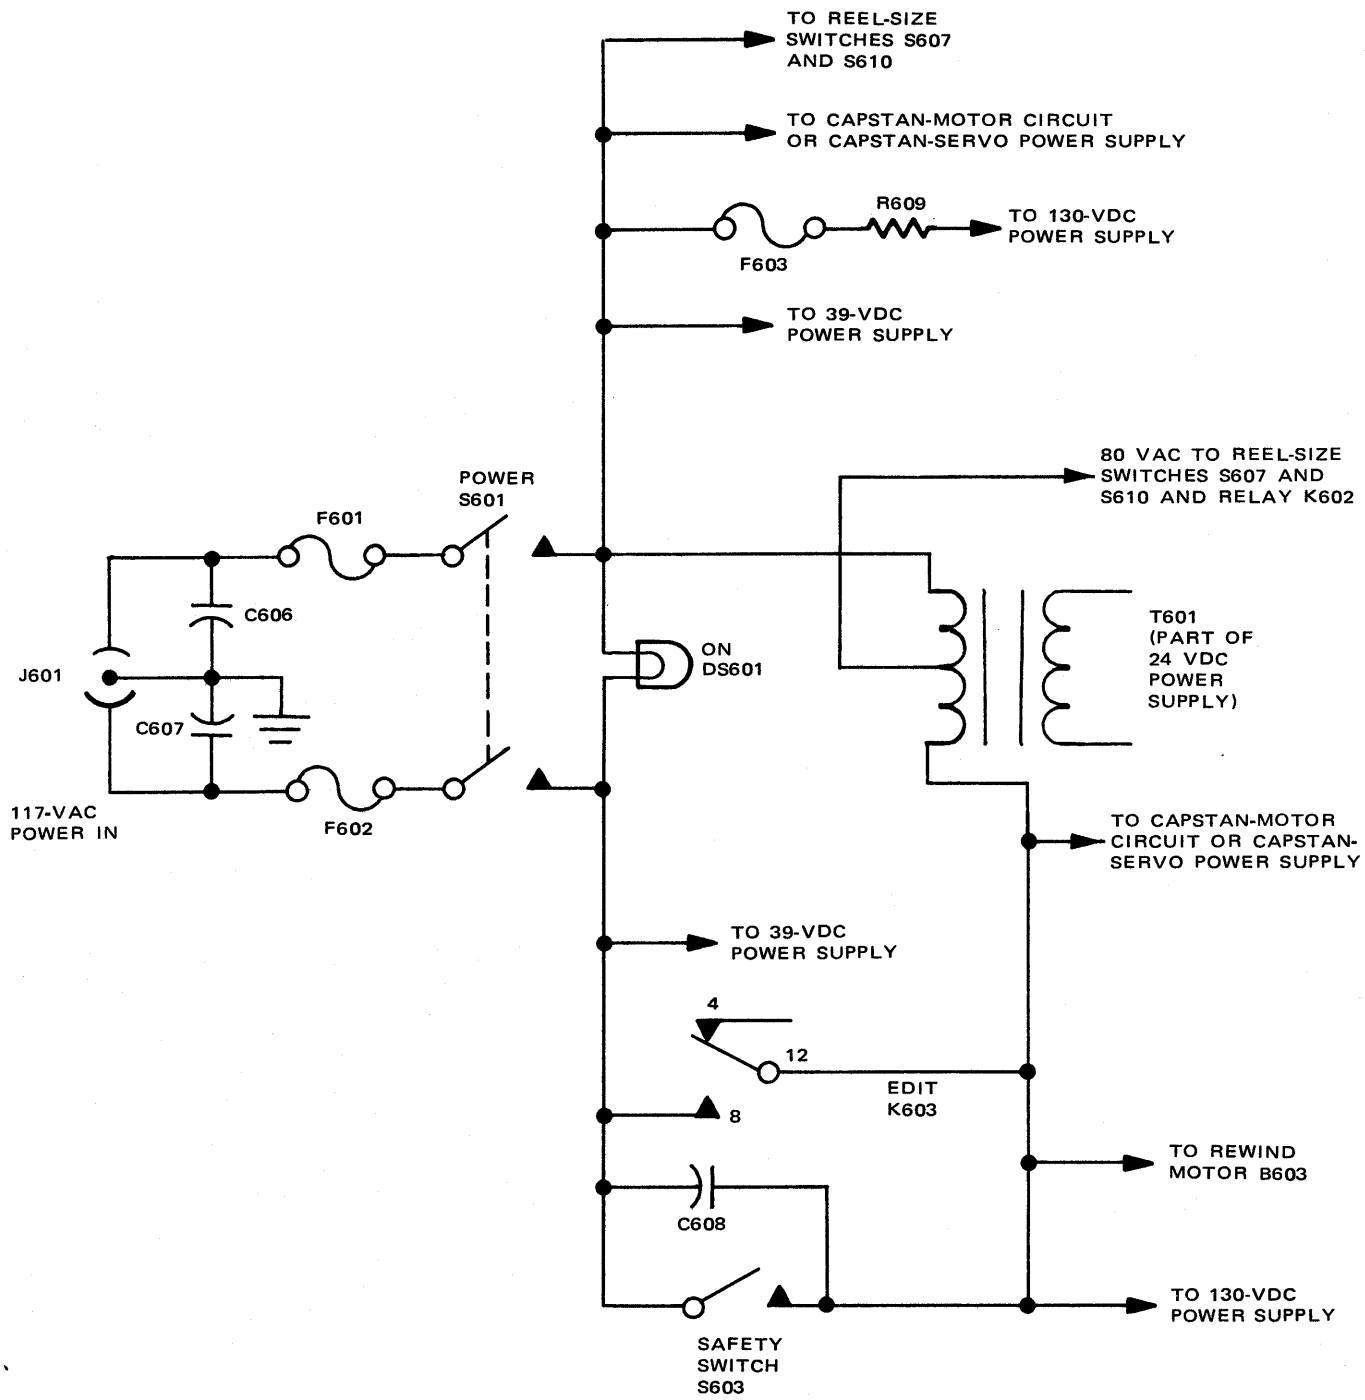 TO REEL-SIZE
SWITCHES S607
AND S610
TO CAPSTAN-MOTOR CIRCUIT
OR CAPSTAN-SERVO POWER SUPPLY
R609
TO 130-VDC
POWER SUPPLY
F603
TO 39-VDC
POWER SUPPLY
80 VAC TO REEL-SIZE
SWITCHES S607 AND
S610 AND RELAY K602
POWER
S601
F601
C606
ON
DS601
T601
(PART OF
24 VDC
POWER
SUPPLY)
J601
C607
117-VAC
POWER IN
F602
TO CAPSTAN-MOTOR
CIRCUIT OR CAPSTAN-
SERVO POWER SUPPLY
TO 39-VDC
POWER SUPPLY
4
12
EDIT
K603
8
TO REWIND
MOTOR B603
C608
TO 130-VDC
POWER SUPPLY
SAFETY
SWITCH
S603